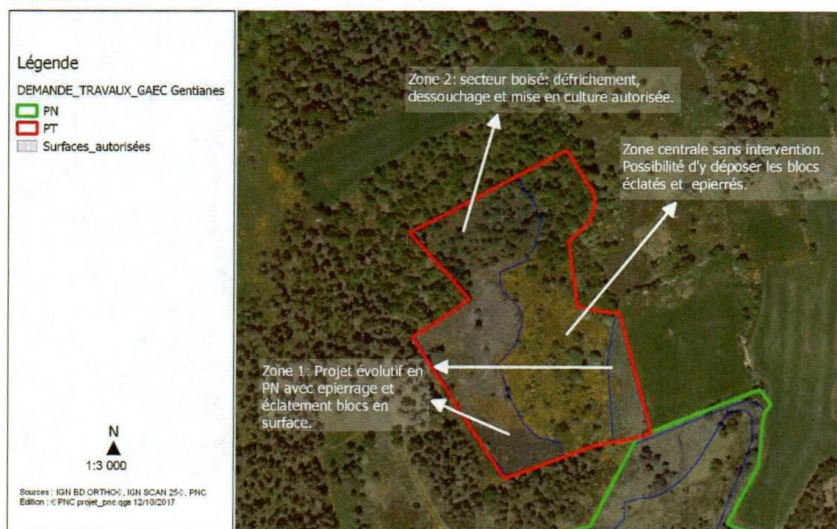 Légende
DEMANDE_TRAVAUX_GAEC Gentianes
PN
PT
Surfaces_autorisées
N
1:3 000
Sources : IGN BD ORTHO©, IGN SCAN 25©, PNC
Edition : © PNC projet_pnc.qgs 12/10/2017
Zone 2: secteur boisé: défrichement,
dessouchage et mise en culture autorisée.
Zone centrale sans intervention.
Possibilité d'y déposer les blocs
éclatés et epierrés.
Zone 1: Projet évolutif en
PN avec epierrage et
éclatement blocs en
surface.